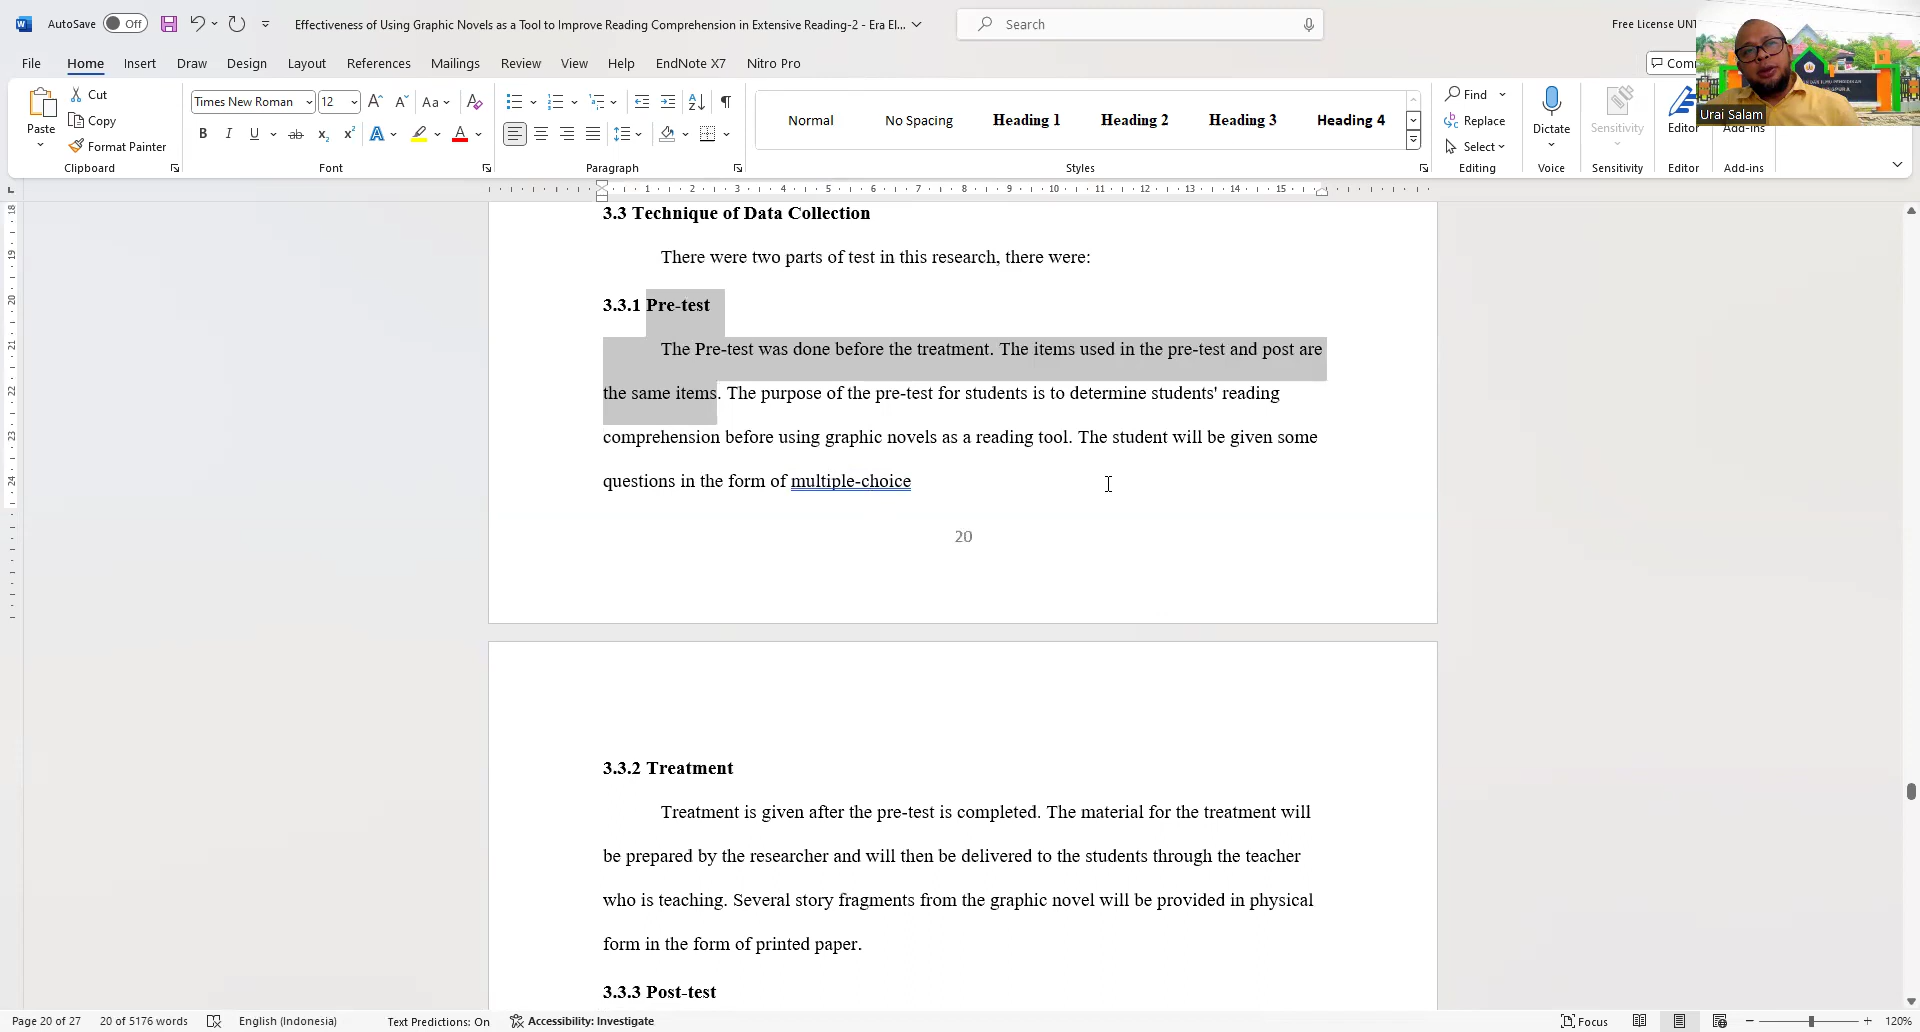 AutoSave Off Effectiveness of Using Graphic Novels as a Tool to Improve Reading Comprehension in Extensive Reading-2 - Era El... Search Free License UNT
File Home Insert Draw Design Layout References Mailings Review View Help EndNote X7 Nitro Pro Comm
Paste Cut Copy Format Painter Clipboard
Times New Roman 12 Font
Paragraph
Normal No Spacing Heading 1 Heading 2 Heading 3 Heading 4 Styles
Find Replace Select Editing
Dictate Voice
Sensitivity Sensitivity
Editor Editor
Add-ins Add-ins
Urai Salam
3.3 Technique of Data Collection
There were two parts of test in this research, there were:
3.3.1 Pre-test
The Pre-test was done before the treatment. The items used in the pre-test and post are
the same items. The purpose of the pre-test for students is to determine students' reading
comprehension before using graphic novels as a reading tool. The student will be given some
questions in the form of multiple-choice
20
3.3.2 Treatment
Treatment is given after the pre-test is completed. The material for the treatment will
be prepared by the researcher and will then be delivered to the students through the teacher
who is teaching. Several story fragments from the graphic novel will be provided in physical
form in the form of printed paper.
3.3.3 Post-test
Page 20 of 27 20 of 5176 words English (Indonesia) Text Predictions: On Accessibility: Investigate Focus 120%